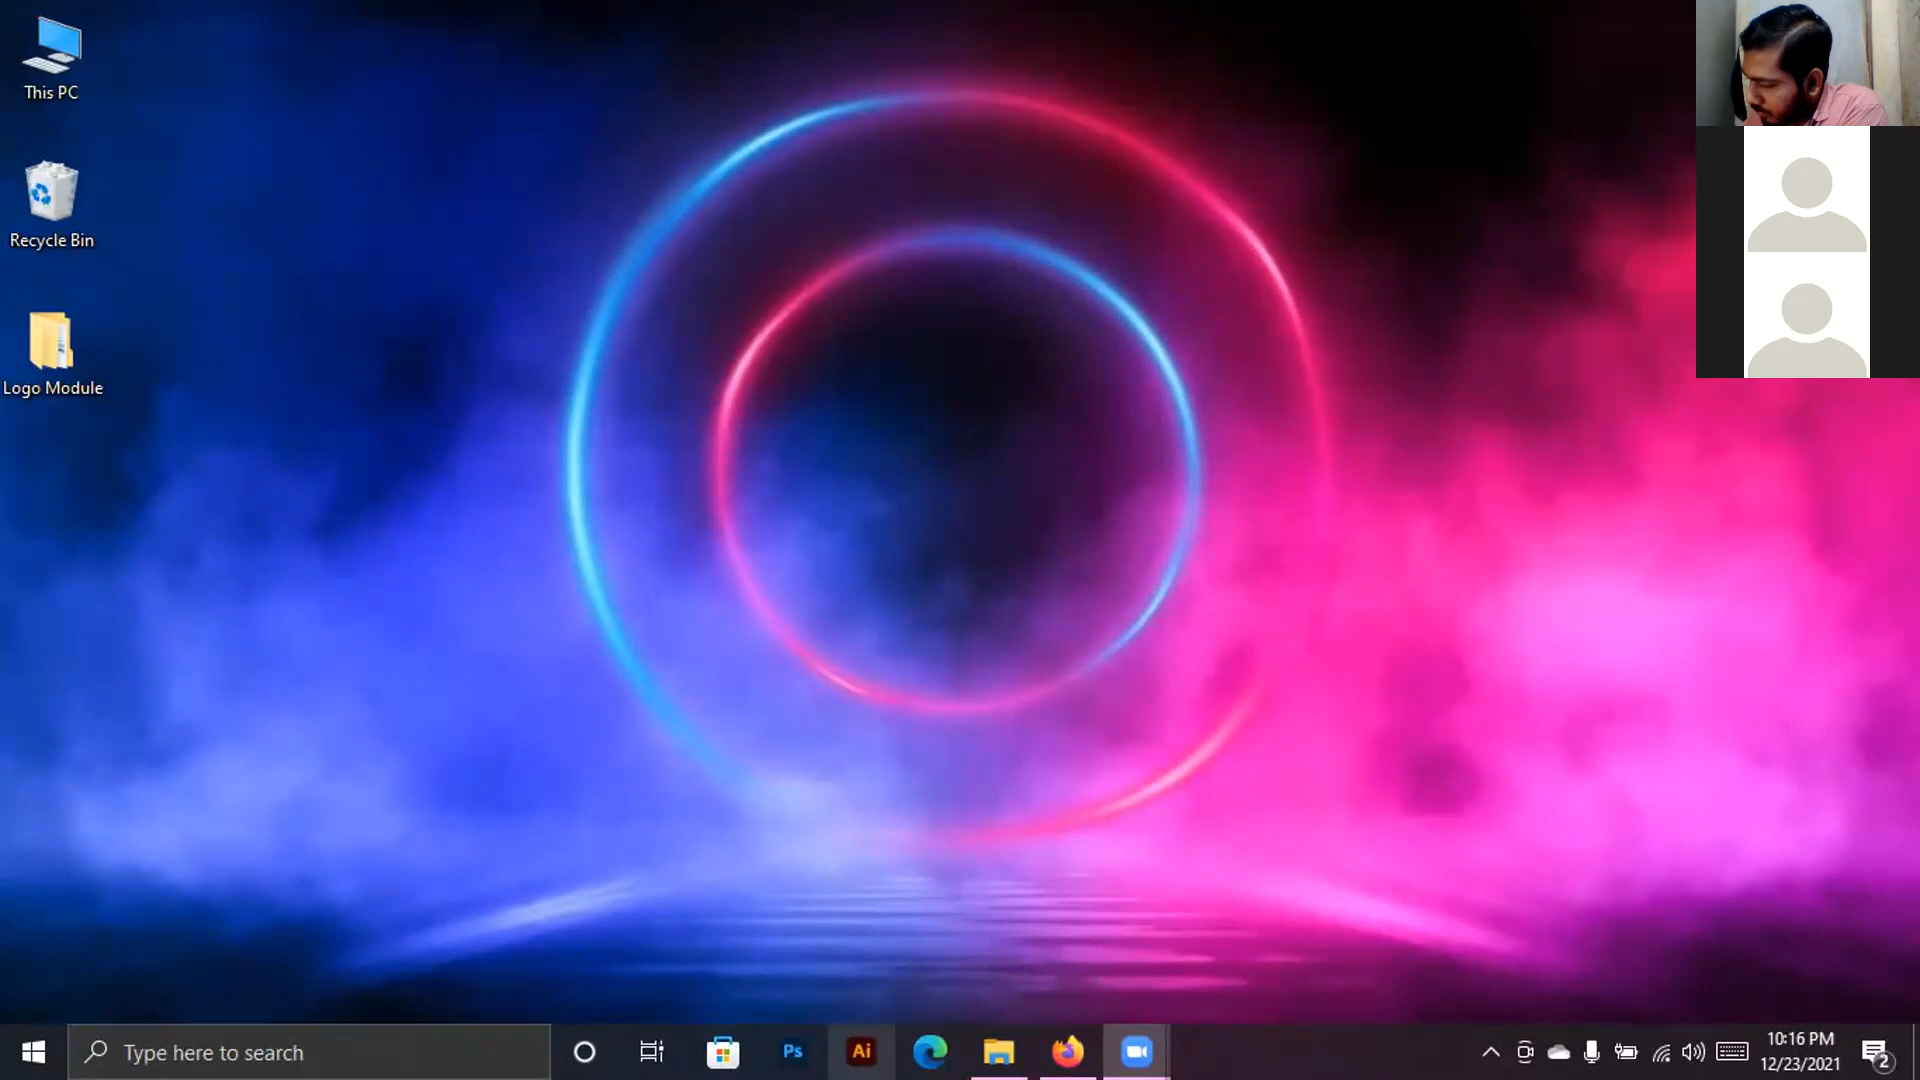 This PC
Recycle Bin
Logo Module
Type here to search
Ps
Ai
10:16 PM
12/23/2021
2